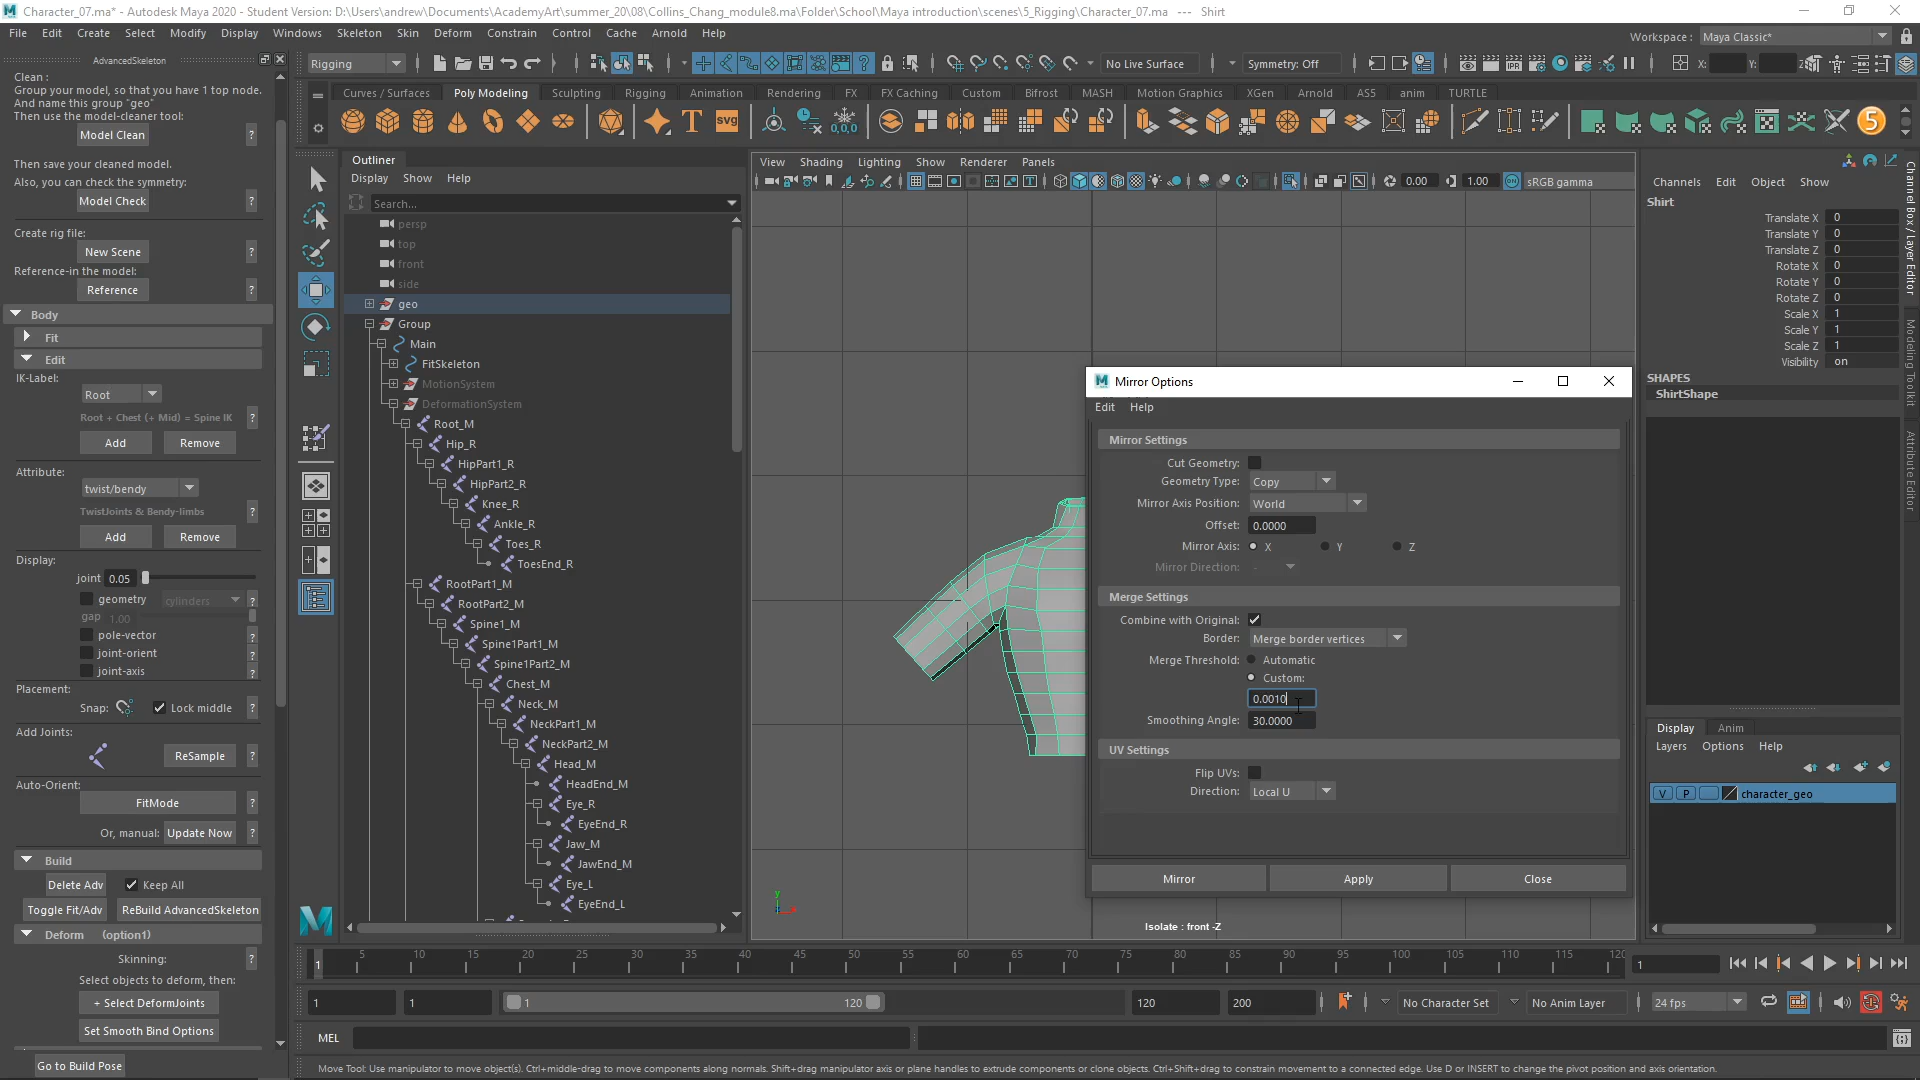 Character_07.ma* - Autodesk Maya 2020 - Student Version: D:\Users\andrew\Documents\AcademyArt\summer_20\08\Collins_Chang_module8.ma\Folder\School\Maya introduction\scenes\5_Rigging\Character_07.ma --- Shirt
File Edit Create Select Modify Display Windows Skeleton Skin Deform Constrain Control Cache Arnold Help
Workspace : Maya Classic*
AdvancedSkeleton
Rigging
No Live Surface
Symmetry: Off
X: Y:
Curves / Surfaces Poly Modeling Sculpting Rigging Animation Rendering FX FX Caching Custom Bifrost MASH Motion Graphics XGen Arnold AS5 anim TURTLE
Clean :
Group your model, so that you have 1 top node.
And name this group "geo"
Then use the model-cleaner tool:
Model Clean ?
Then save your cleaned model.
Also, you can check the symmetry:
Model Check ?
Create rig file:
New Scene ?
Reference-in the model:
Reference ?
Body
Fit
Edit
IK-Label:
Root
Root + Chest (+ Mid) = Spine IK ?
Add Remove
Attribute:
twist/bendy
TwistJoints & Bendy-limbs ?
Add Remove
Display:
joint 0.05
geometry cylinders ?
gap 1.00
pole-vector ?
joint-orient ?
joint-axis ?
Placement:
Snap: Lock middle ?
Add Joints:
ReSample ?
Auto-Orient:
FitMode ?
Or, manual: Update Now ?
Build
Delete Adv Keep All
Toggle Fit/Adv ReBuild AdvancedSkeleton
Deform (option1)
Skinning: ?
Select objects to deform, then:
+ Select DeformJoints
Set Smooth Bind Options
Go to Build Pose
Outliner
Display Show Help
Search...
persp
top
front
side
geo
Group
Main
FitSkeleton
MotionSystem
DeformationSystem
Root_M
Hip_R
HipPart1_R
HipPart2_R
Knee_R
Ankle_R
Toes_R
ToesEnd_R
RootPart1_M
RootPart2_M
Spine1_M
Spine1Part1_M
Spine1Part2_M
Chest_M
Neck_M
NeckPart1_M
NeckPart2_M
Head_M
HeadEnd_M
Eye_R
EyeEnd_R
Jaw_M
JawEnd_M
Eye_L
EyeEnd_L
View Shading Lighting Show Renderer Panels
0.00 1.00 ON sRGB gamma
y
Isolate : front -Z
Mirror Options
Edit Help
Mirror Settings
Cut Geometry:
Geometry Type: Copy
Mirror Axis Position: World
Offset: 0.0000
Mirror Axis: X Y Z
Mirror Direction: -
Merge Settings
Combine with Original:
Border: Merge border vertices
Merge Threshold: Automatic
Custom:
0.0010
Smoothing Angle: 30.0000
UV Settings
Flip UVs:
Direction: Local U
Mirror Apply Close
Channels Edit Object Show
Shirt
Translate X 0
Translate Y 0
Translate Z 0
Rotate X 0
Rotate Y 0
Rotate Z 0
Scale X 1
Scale Y 1
Scale Z 1
Visibility on
SHAPES
ShirtShape
Channel Box / Layer Editor
Modeling Toolkit
Attribute Editor
Display Anim
Layers Options Help
V P character_geo
1 5 10 15 20 25 30 35 40 45 50 55 60 65 70 75 80 85 90 95 100 105 110 115 120
1
1 1 1 120 120 200 No Character Set No Anim Layer 24 fps
MEL
Move Tool: Use manipulator to move object(s). Ctrl+middle-drag to move components along normals. Shift+drag manipulator axis or plane handles to extrude components or clone objects. Ctrl+Shift+drag to constrain movement to a connected edge. Use D or INSERT to change the pivot position and axis orientation.